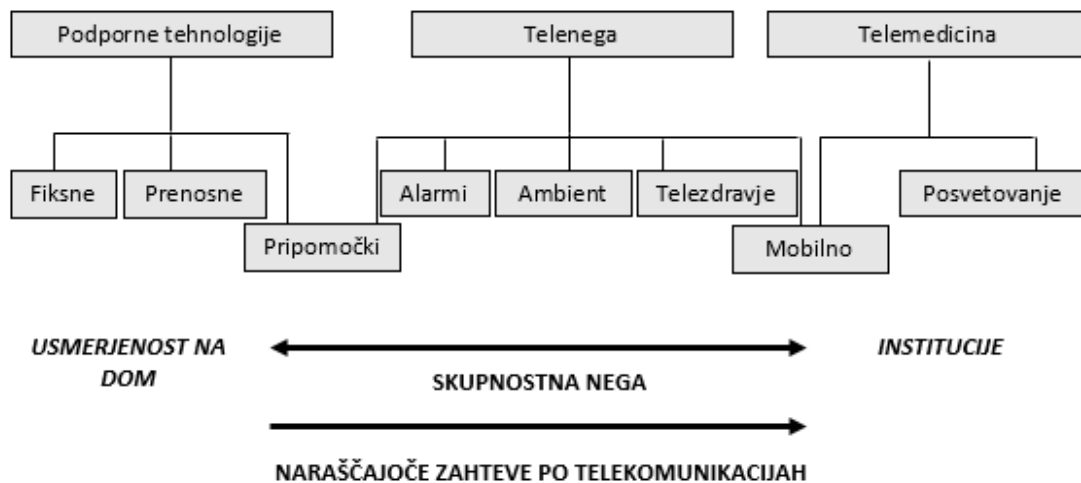 Podporne tehnologije
Telenega
Telemedicina
Fiksne
Prenosne
Alarmi
Ambient
Telezdravje
Posvetovanje
Pripomočki
Mobilno
USMERJENOST NA
DOM
INSTITUCIJE
SKUPNOSTNA NEGA
NARAŠČAJOČE ZAHTEVE PO TELEKOMUNIKACIJAH